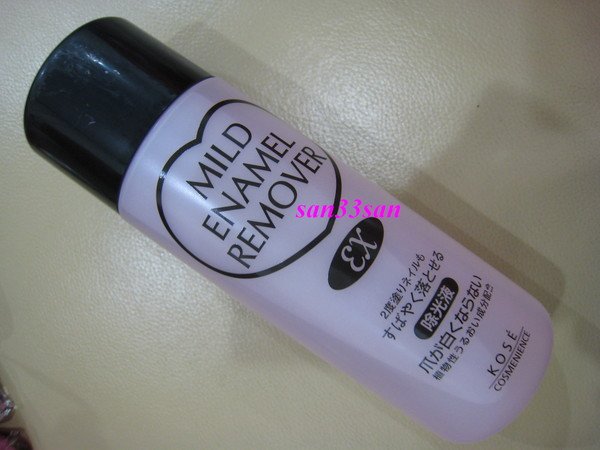 MILD
ENAMEL
REMOVER
EX
2度塗りネイルも
すばやく落とせる
除光液
爪が白くならない
植物性うるおい成分配合
KOSÉ
COSMENIENCE
san33san